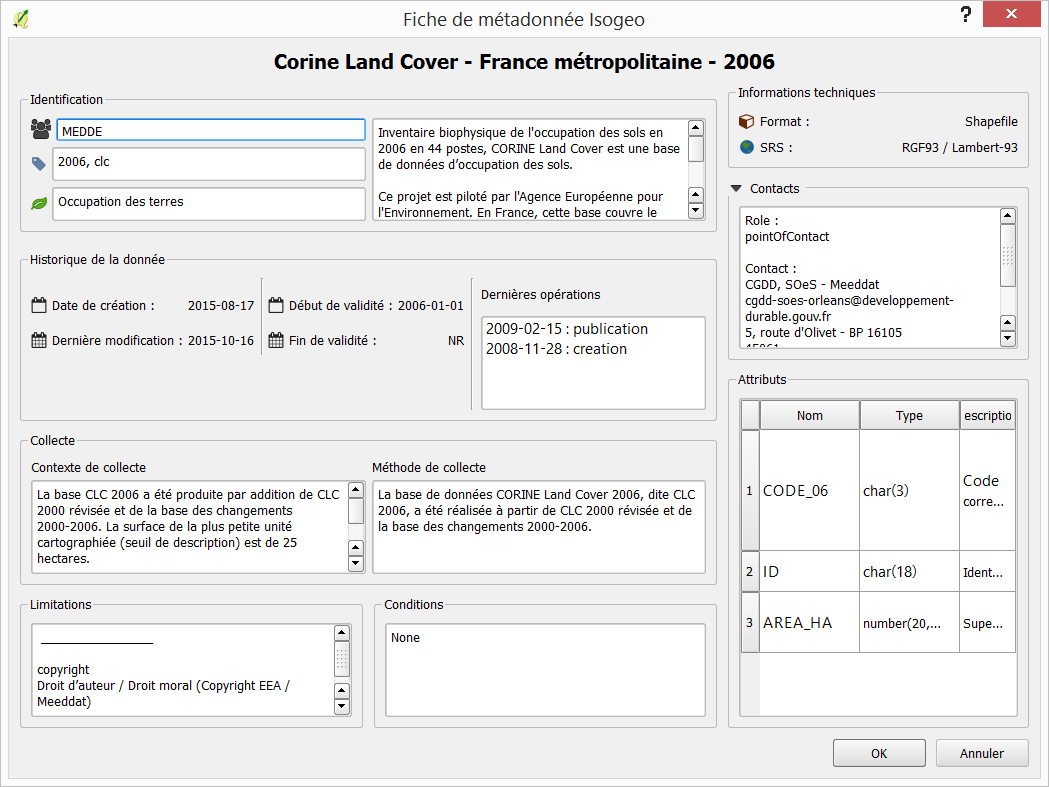 Fiche de métadonnée Isogeo
Corine Land Cover - France métropolitaine - 2006
Identification
MEDDE
2006, clc
Occupation des terres
Inventaire biophysique de l'occupation des sols en
2006 en 44 postes, CORINE Land Cover est une base
de données d’occupation des sols.
Ce projet est piloté par l'Agence Européenne pour
l'Environnement. En France, cette base couvre le
Historique de la donnée
Date de création : 2015-08-17
Dernière modification : 2015-10-16
Début de validité : 2006-01-01
Fin de validité : NR
Dernières opérations
2009-02-15 : publication
2008-11-28 : creation
Collecte
Contexte de collecte
La base CLC 2006 a été produite par addition de CLC
2000 révisée et de la base des changements
2000-2006. La surface de la plus petite unité
cartographiée (seuil de description) est de 25
hectares.
Méthode de collecte
La base de données CORINE Land Cover 2006, dite CLC
2006, a été réalisée à partir de CLC 2000 révisée et de
la base des changements 2000-2006.
Limitations
copyright
Droit d’auteur / Droit moral (Copyright EEA /
Meeddat)
Conditions
None
Informations techniques
Format : Shapefile
SRS : RGF93 / Lambert-93
Contacts
Role :
pointOfContact
Contact :
CGDD, SOeS - Meeddat
cgdd-soes-orleans@developpement-
durable.gouv.fr
5, route d'Olivet - BP 16105
Attributs
Nom Type escriptio
1 CODE_06 char(3) Code
corre...
2 ID char(18) Ident...
3 AREA_HA number(20,... Supe...
OK Annuler